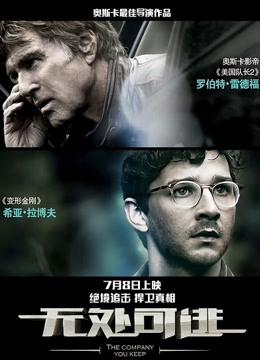 奥斯卡最佳导演作品
奥斯卡影帝
《美国队长2》
罗伯特·雷德福
《变形金刚》
希亚·拉博夫
7月8日上映
绝境追击 捍卫真相
无处可逃
THE COMPANY
YOU KEEP